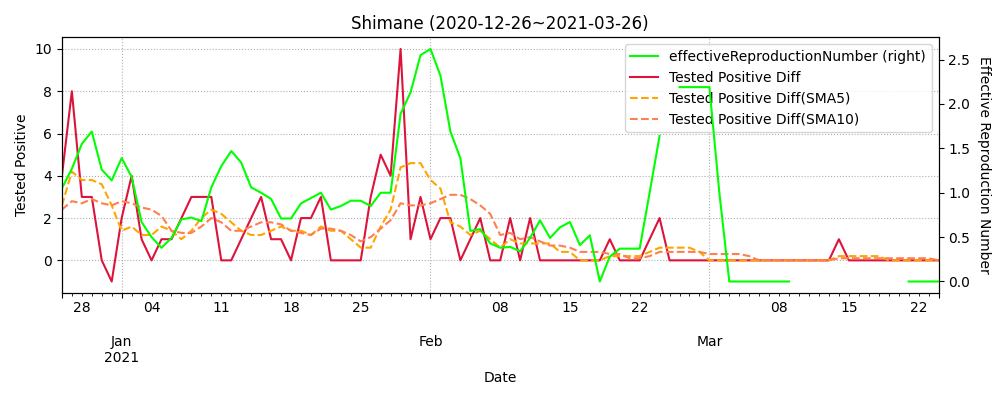 Shimane (2020-12-26~2021-03-26)
effectiveReproductionNumber (right)
Tested Positive Diff
Tested Positive Diff(SMA5)
Tested Positive Diff(SMA10)
Tested Positive
10
8
6
4
2
0
2.5
2.0
1.5
1.0
0.5
0.0
Effective Reproduction Number
28 04 11 18 25 08 15 22 08 15 22
Jan Feb Mar
2021
Date